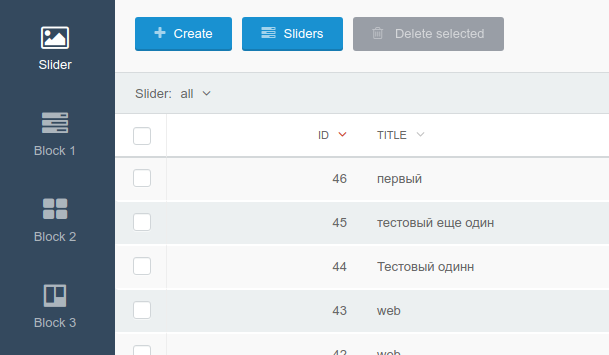 Slider
Block 1
Block 2
Block 3
Create Sliders Delete selected
Slider: all
ID TITLE
46 первый
45 тестовый еще один
44 Тестовый одинн
43 web
42 web